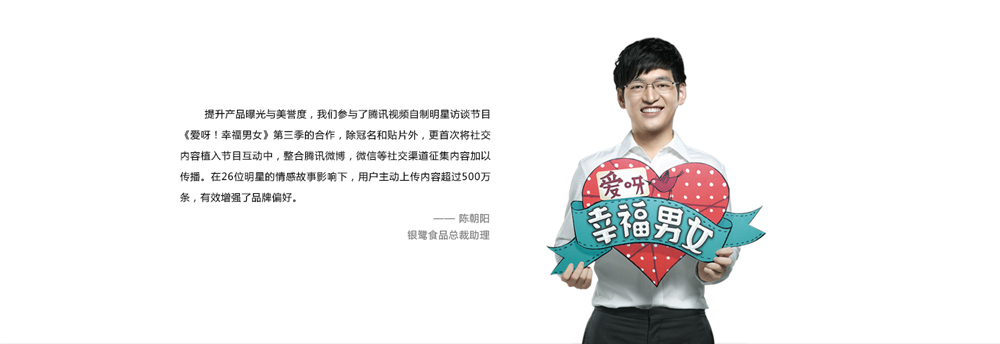 提升产品曝光与美誉度，我们参与了腾讯视频自制明星访谈节目
《爱呀！幸福男女》第三季的合作，除冠名和贴片外，更首次将社交
内容植入节目互动中，整合腾讯微博，微信等社交渠道征集内容加以
传播。在26位明星的情感故事影响下，用户主动上传内容超过500万
条，有效增强了品牌偏好。
—— 陈朝阳
银鹭食品总裁助理
爱呀
幸福男女